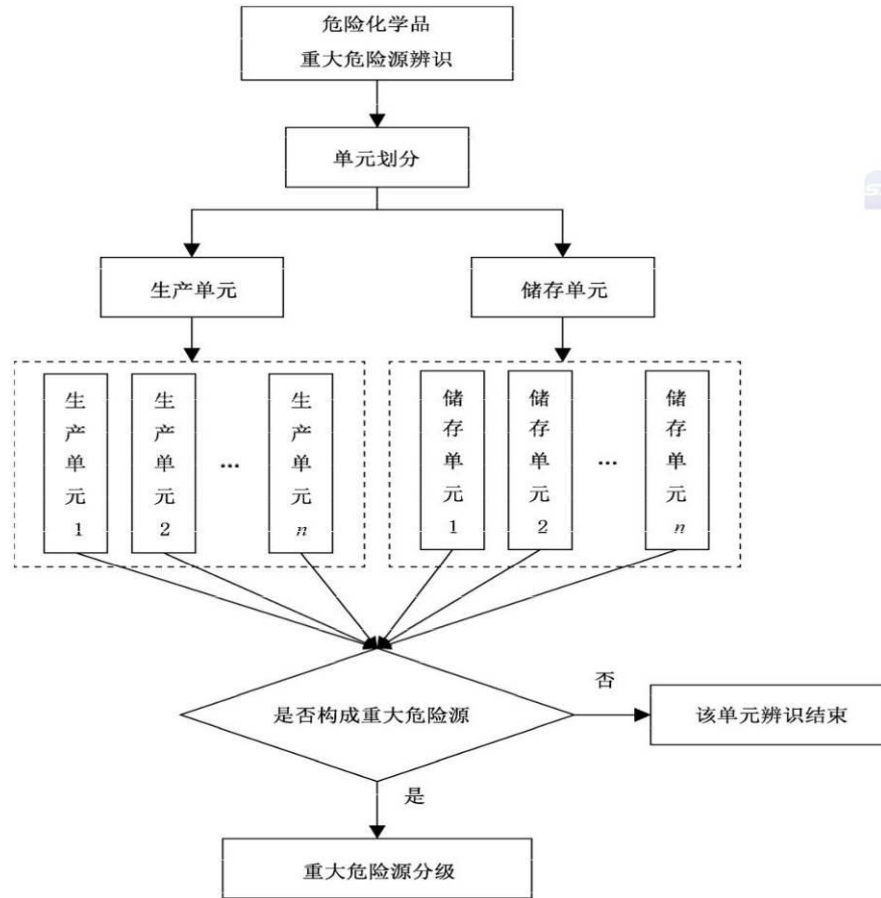 危险化学品
重大危险源辨识
单元划分
生产单元
储存单元
生产单元1
生产单元2
…
生产单元n
储存单元1
储存单元2
…
储存单元n
是否构成重大危险源
否
该单元辨识结束
是
重大危险源分级